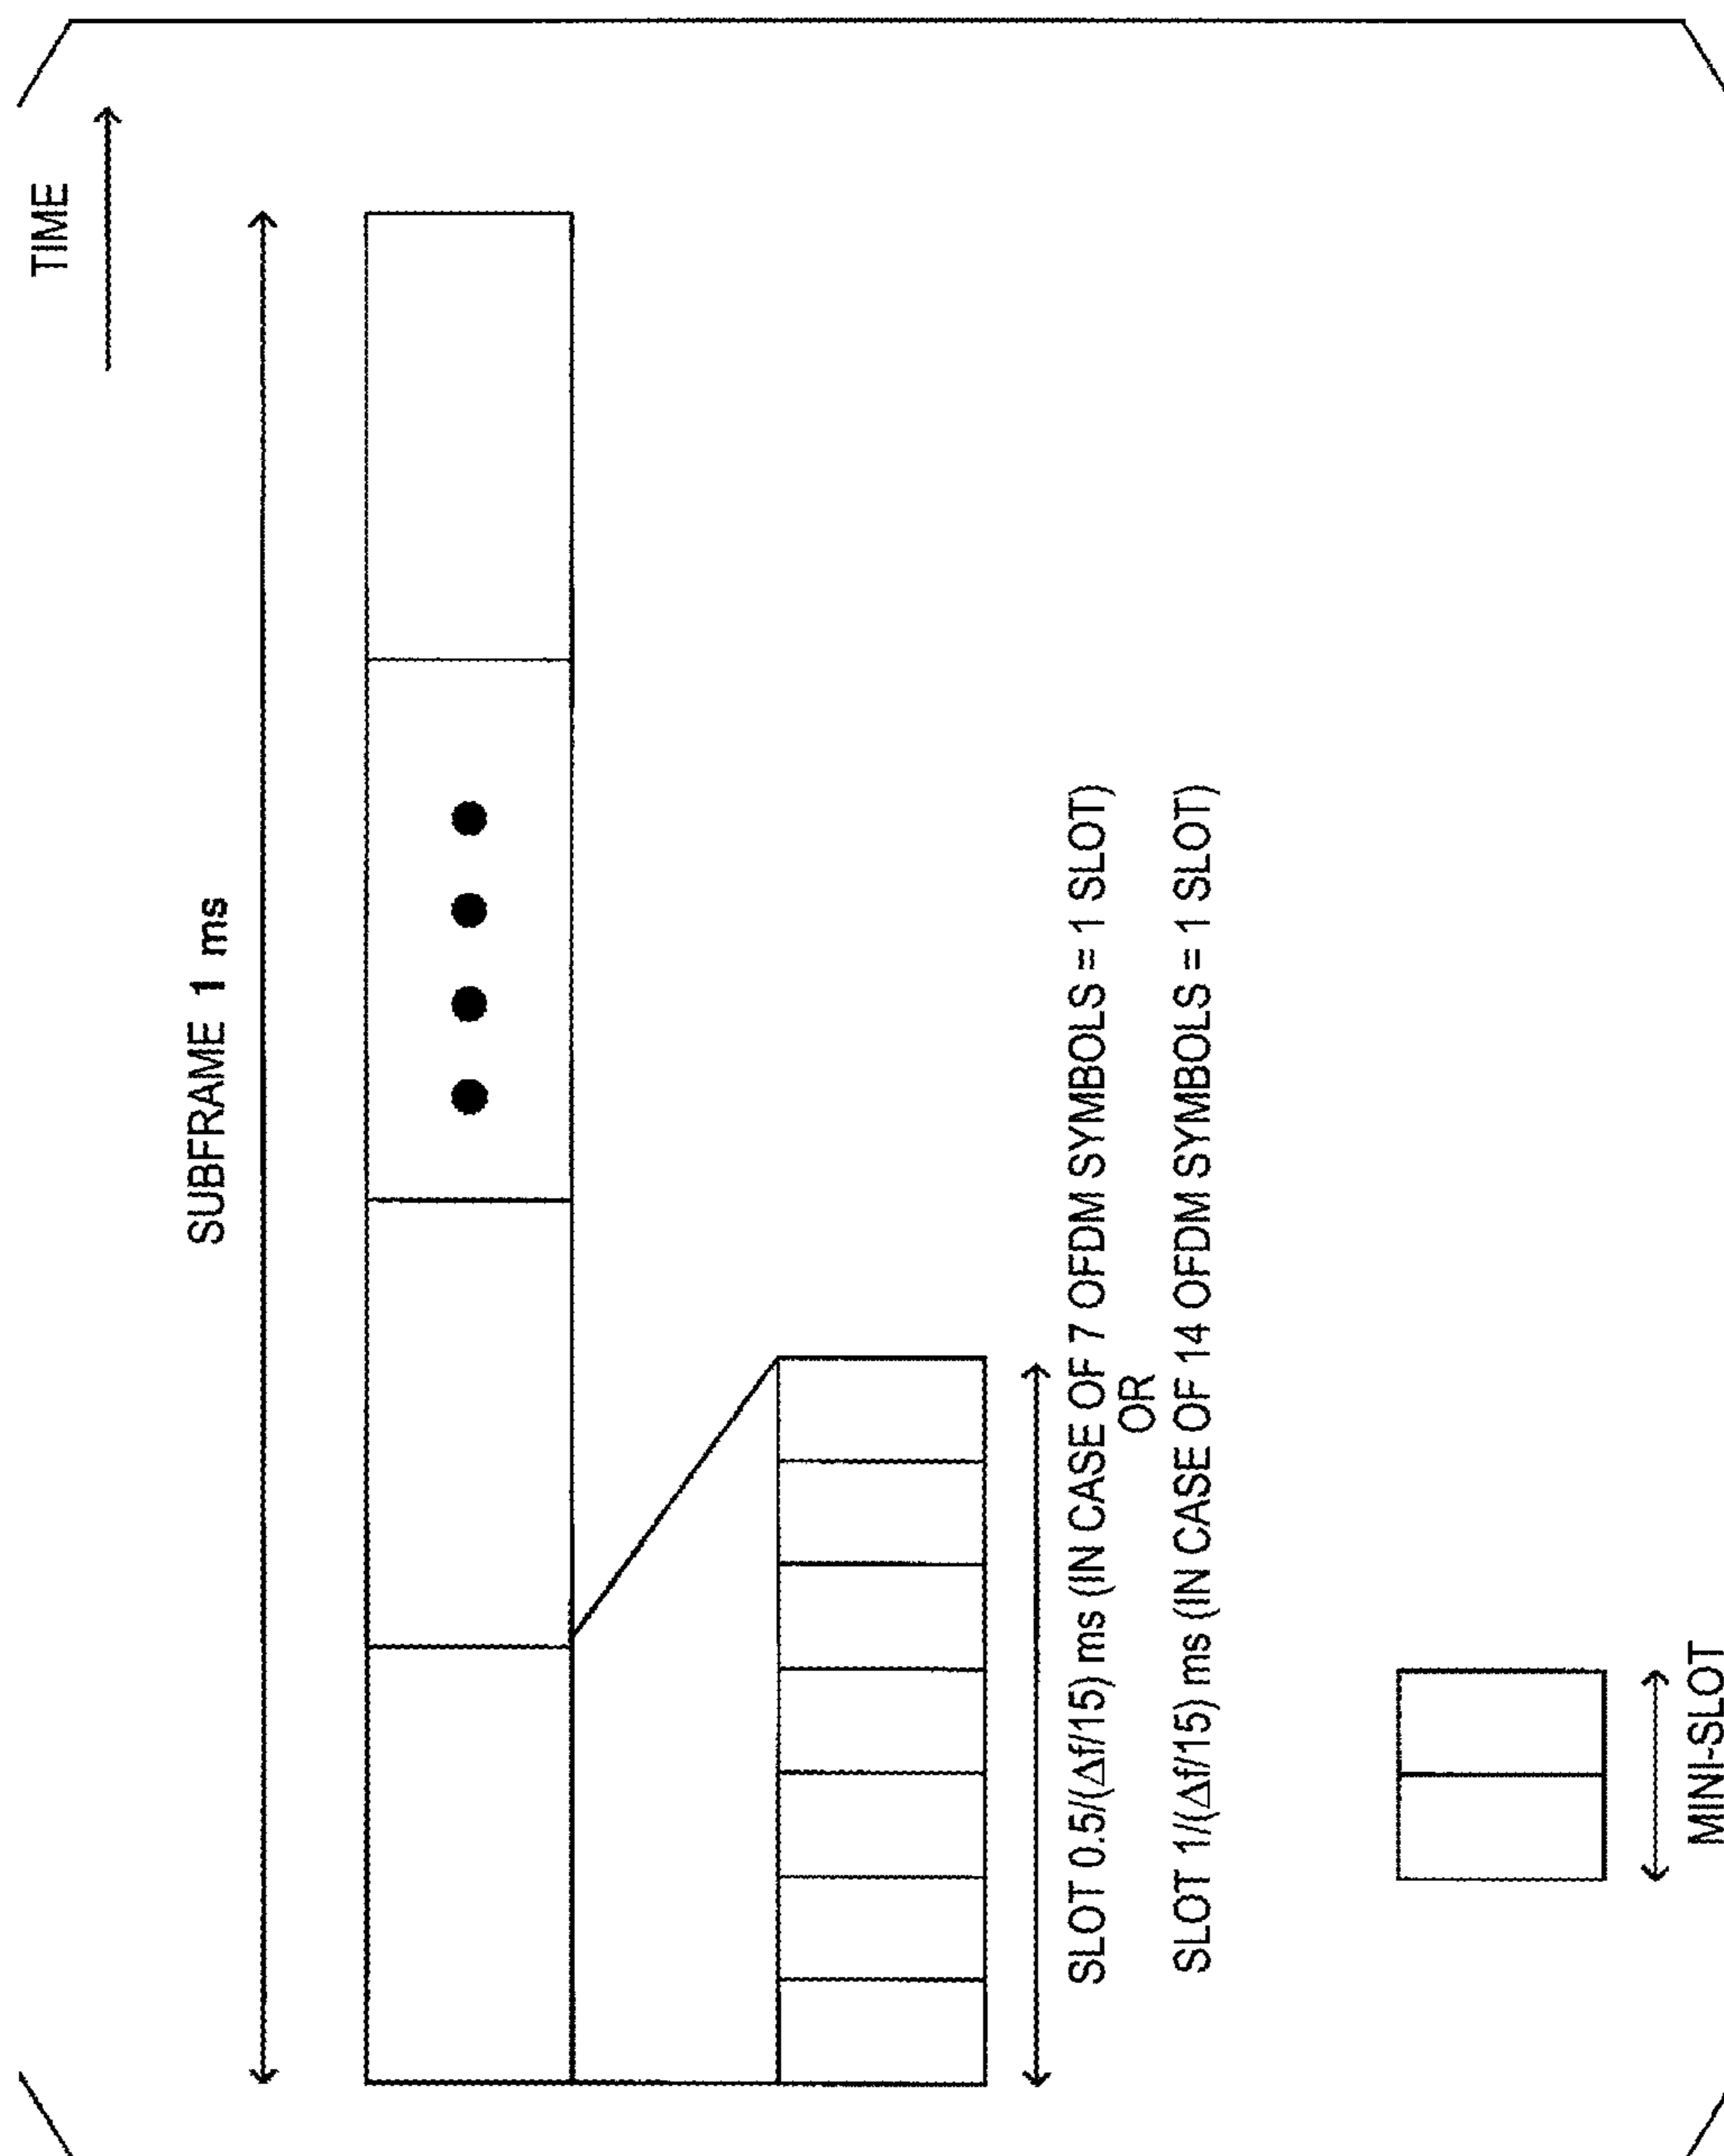 TIME
SUBFRAME 1 ms
SLOT 0.5/(Δf/15) ms (IN CASE OF 7 OFDM SYMBOLS = 1 SLOT)
OR
SLOT 1/(Δf/15) ms (IN CASE OF 14 OFDM SYMBOLS = 1 SLOT)
MINI-SLOT